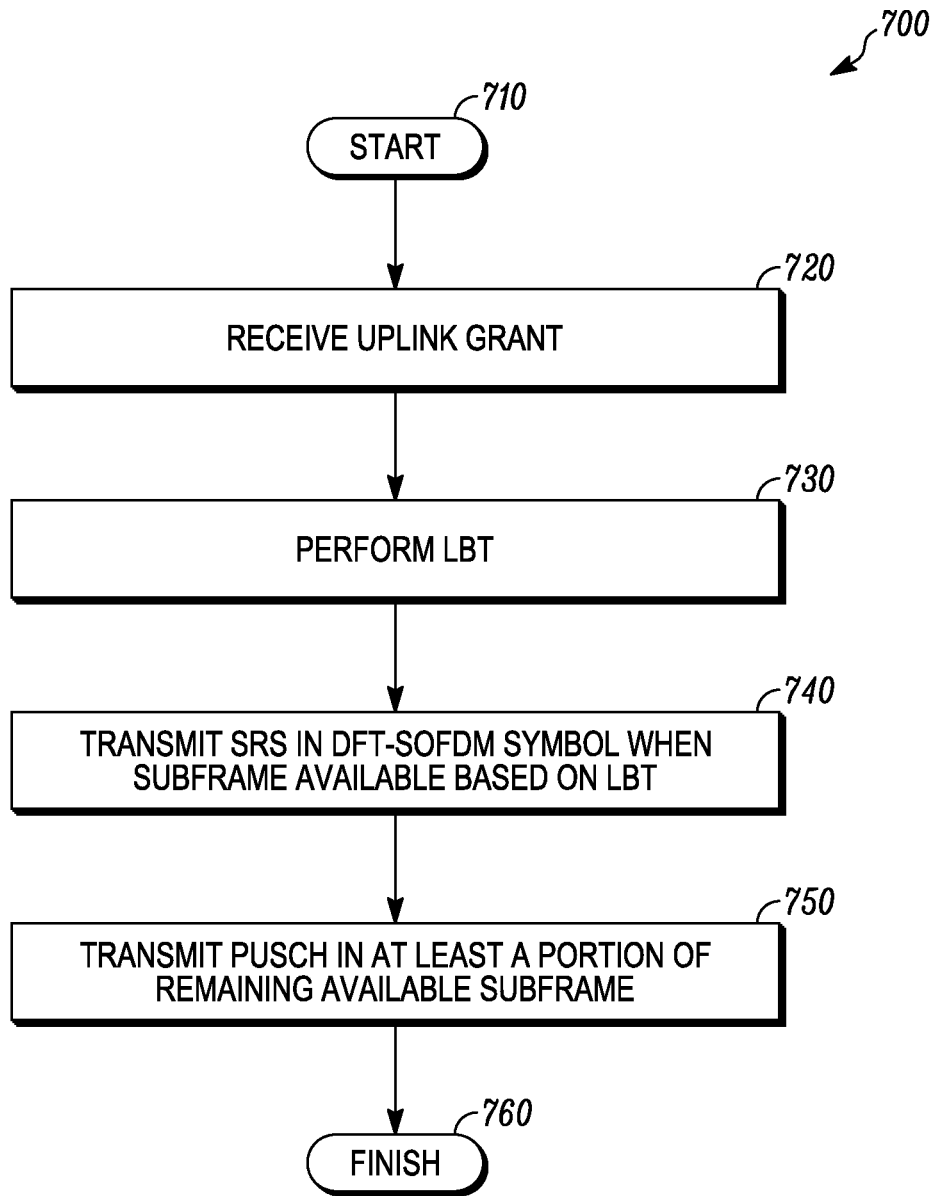 700
710
START
720
RECEIVE UPLINK GRANT
730
PERFORM LBT
740
TRANSMIT SRS IN DFT-SOFDM SYMBOL WHEN
SUBFRAME AVAILABLE BASED ON LBT
750
TRANSMIT PUSCH IN AT LEAST A PORTION OF
REMAINING AVAILABLE SUBFRAME
760
FINISH